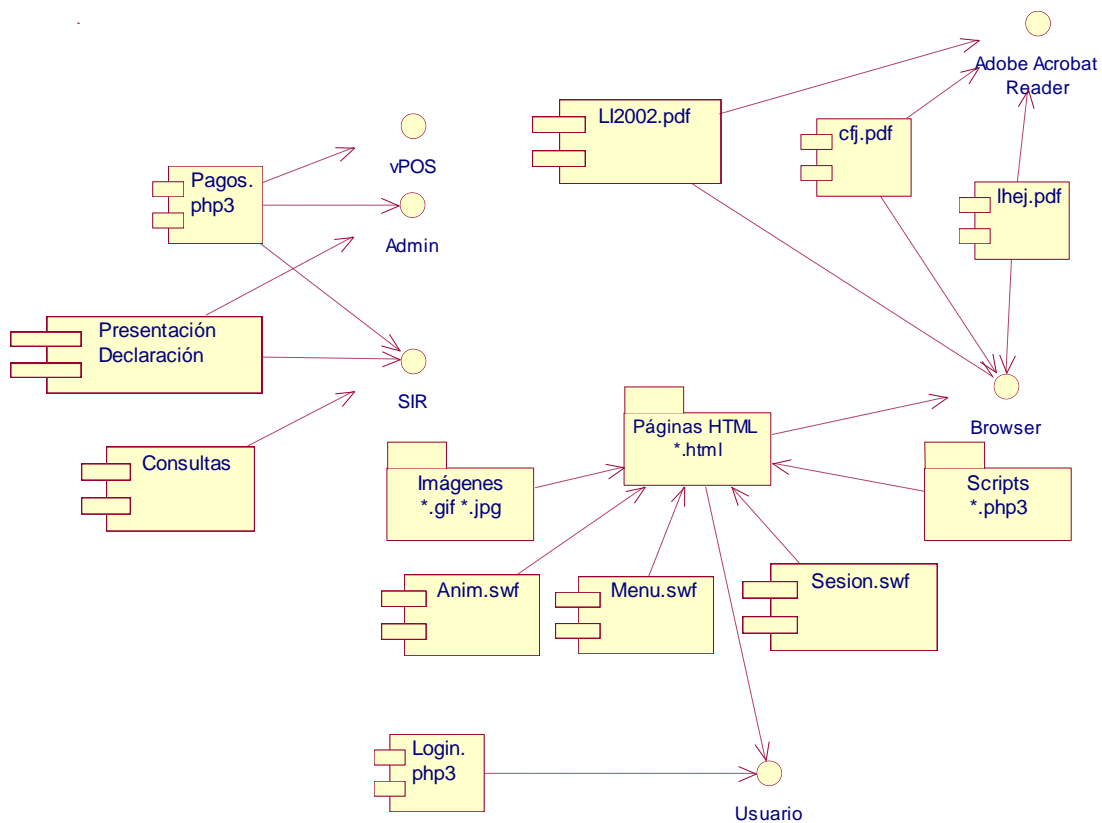 Adobe Acrobat
Reader
LI2002.pdf
cfj.pdf
vPOS
Pagos.
php3
lhej.pdf
Admin
Presentación
Declaración
SIR
Páginas HTML
*.html
Browser
Consultas
Imágenes
*.gif *.jpg
Scripts
*.php3
Anim.swf
Menu.swf
Sesion.swf
Login.
php3
Usuario